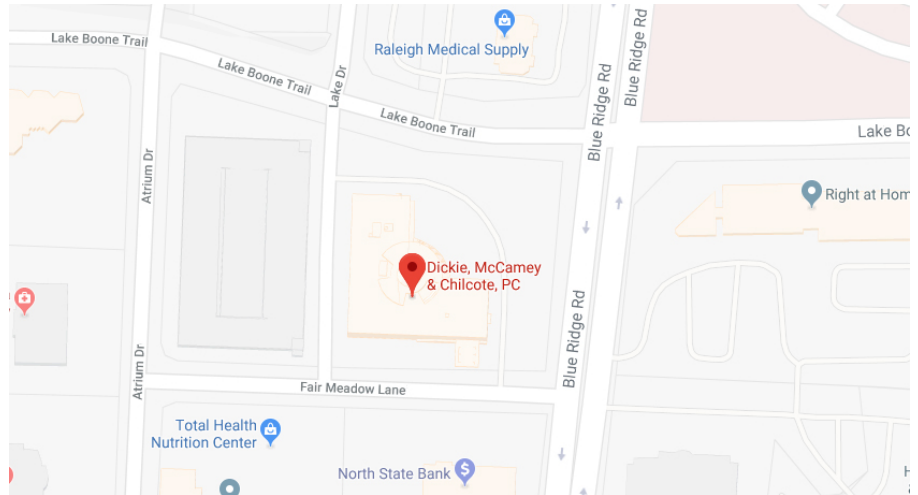 Lake Boone Trail
Raleigh Medical Supply
Lake Boone Trail
Lake Dr
Blue Ridge Rd
Blue Ridge Rd
Lake Boone Trail
Lake Bo
Atrium Dr
Right at Hom
Dickie, McCamey
& Chilcote, PC
Blue Ridge Rd
Atrium Dr
Fair Meadow Lane
Total Health
Nutrition Center
North State Bank
H